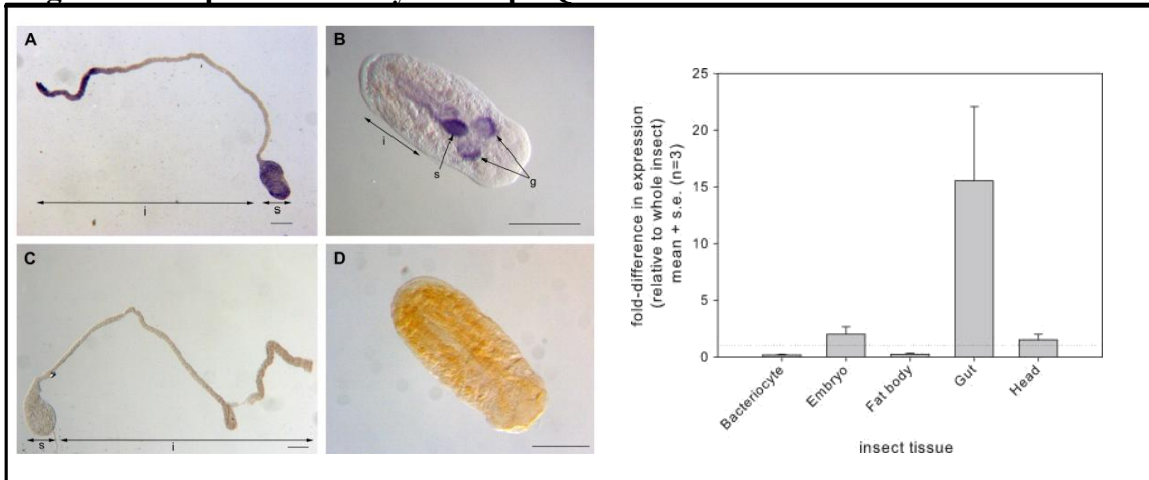 A
B
i
s
i
s
g
C
D
s
i
25
20
15
10
5
0
fold-difference in expression
(relative to whole insect)
mean + s.e. (n=3)
Bacteriocyte
Embryo
Fat body
Gut
Head
insect tissue